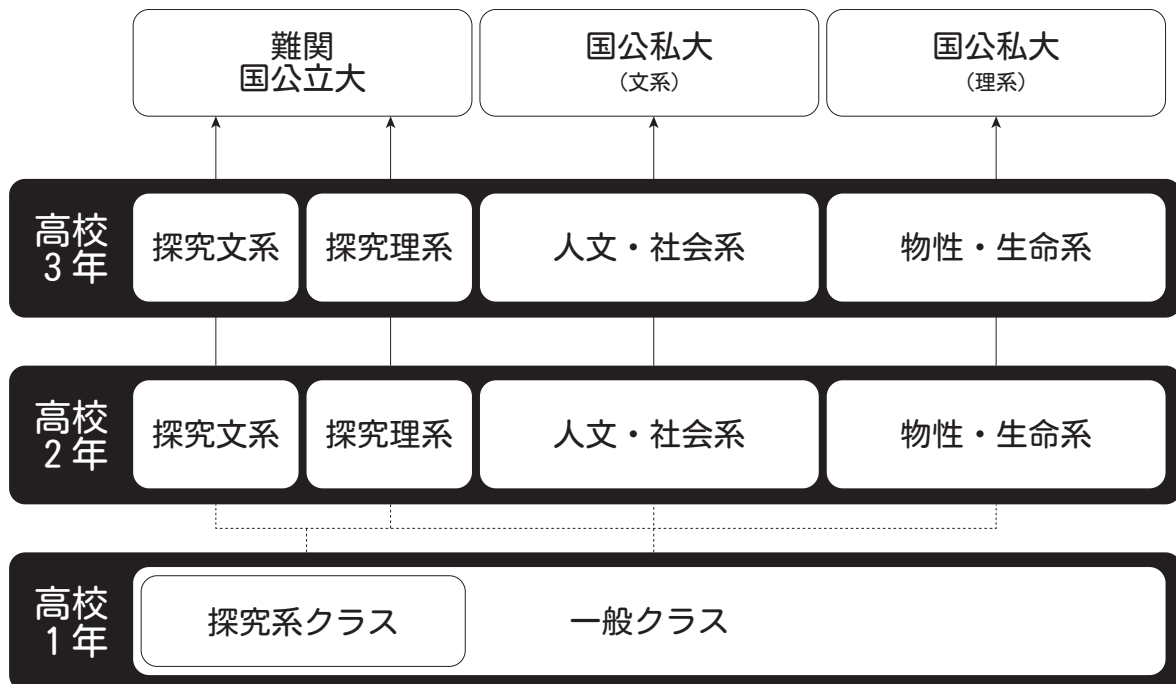 難関
国公立大
国公私大
（文系）
国公私大
（理系）
高校
3年
探究文系
探究理系
人文・社会系
物性・生命系
高校
2年
探究文系
探究理系
人文・社会系
物性・生命系
高校
1年
探究系クラス
一般クラス